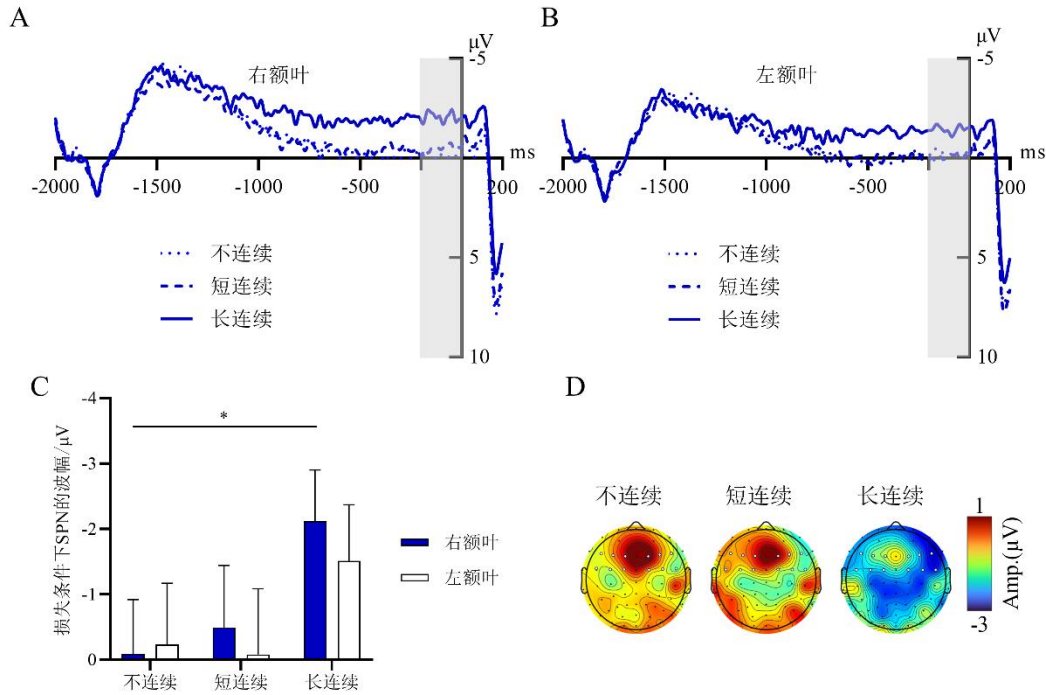 A
μV
-5
右额叶
ms
-2000
-1500
-1000
-500
200
不连续
短连续
长连续
5
10
B
μV
-5
左额叶
ms
-2000
-1500
-1000
-500
200
不连续
短连续
长连续
5
10
C
损失条件下SPN的波幅/μV
-4
-3
-2
-1
0
*
不连续
短连续
长连续
右额叶
左额叶
D
不连续
短连续
长连续
1
-3
Amp.(μV)